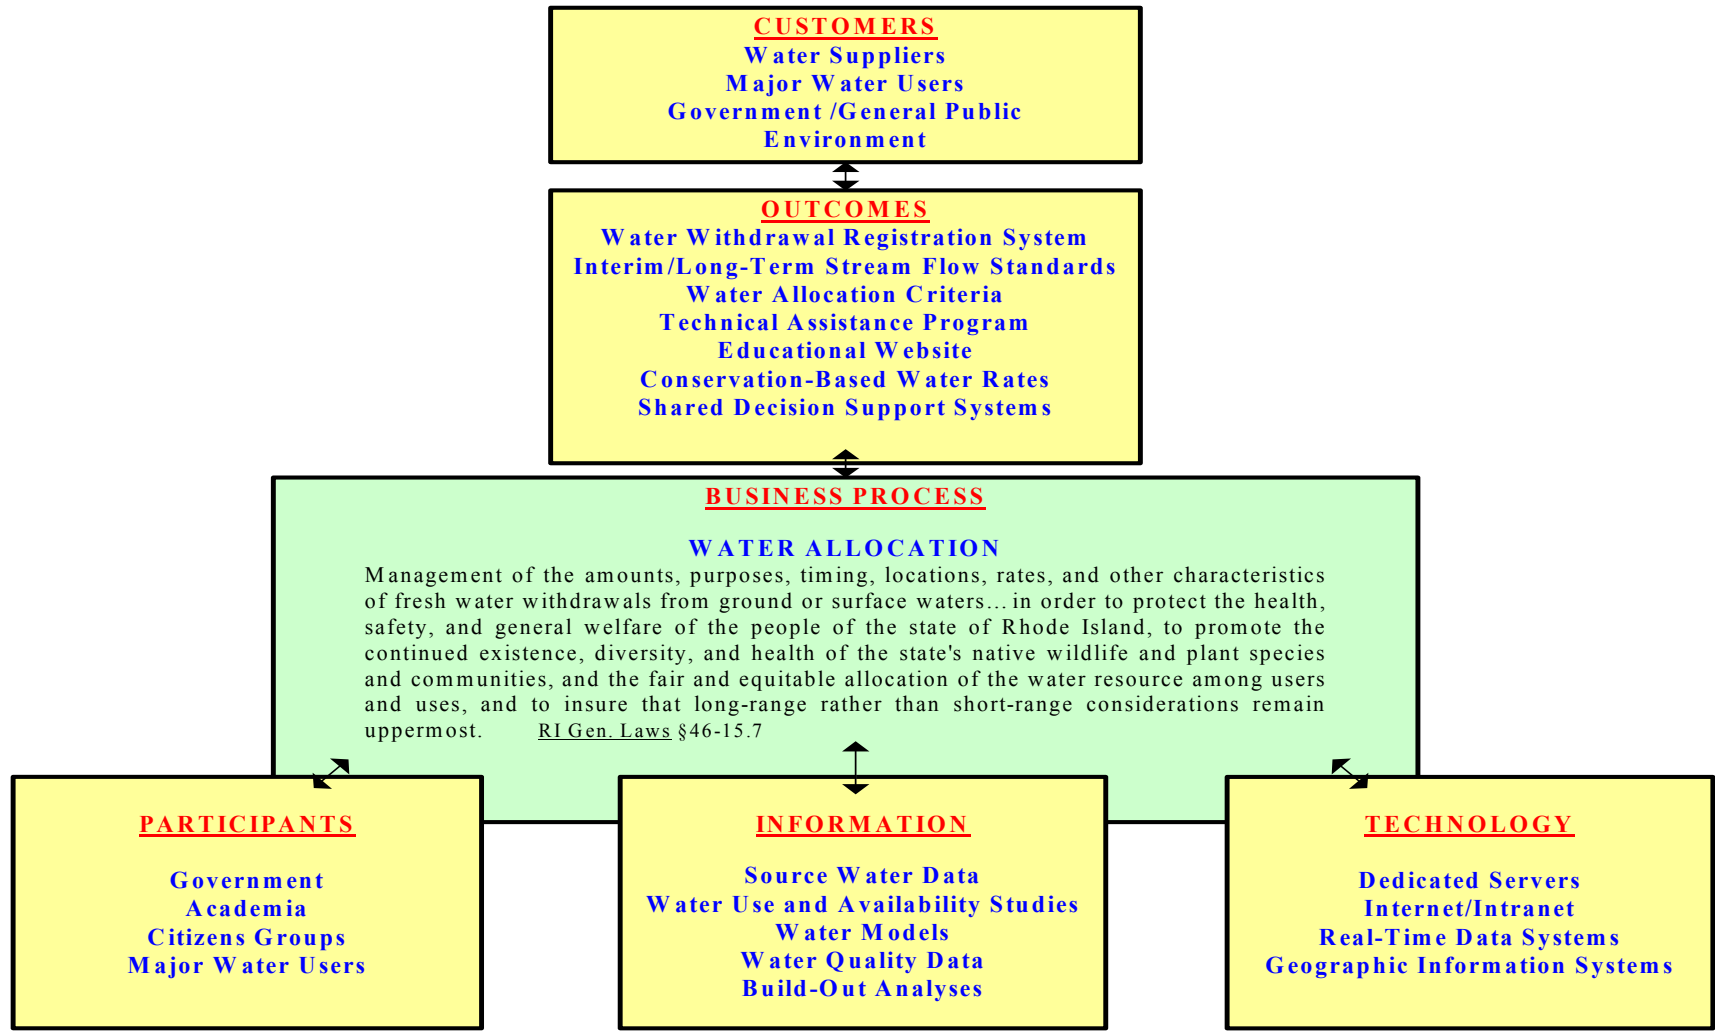 CUSTOMERS
Water Suppliers
Major Water Users
Government /General Public
Environment
OUTCOMES
Water Withdrawal Registration System
Interim/Long-Term Stream Flow Standards
Water Allocation Criteria
Technical Assistance Program
Educational Website
Conservation-Based Water Rates
Shared Decision Support Systems
BUSINESS PROCESS
WATER ALLOCATION
Management of the amounts, purposes, timing, locations, rates, and other characteristics
of fresh water withdrawals from ground or surface waters... in order to protect the health,
safety, and general welfare of the people of the state of Rhode Island, to promote the
continued existence, diversity, and health of the state's native wildlife and plant species
and communities, and the fair and equitable allocation of the water resource among users
and uses, and to insure that long-range rather than short-range considerations remain
uppermost. RI Gen. Laws §46-15.7
PARTICIPANTS
Government
Academia
Citizens Groups
Major Water Users
INFORMATION
Source Water Data
Water Use and Availability Studies
Water Models
Water Quality Data
Build-Out Analyses
TECHNOLOGY
Dedicated Servers
Internet/Intranet
Real-Time Data Systems
Geographic Information Systems